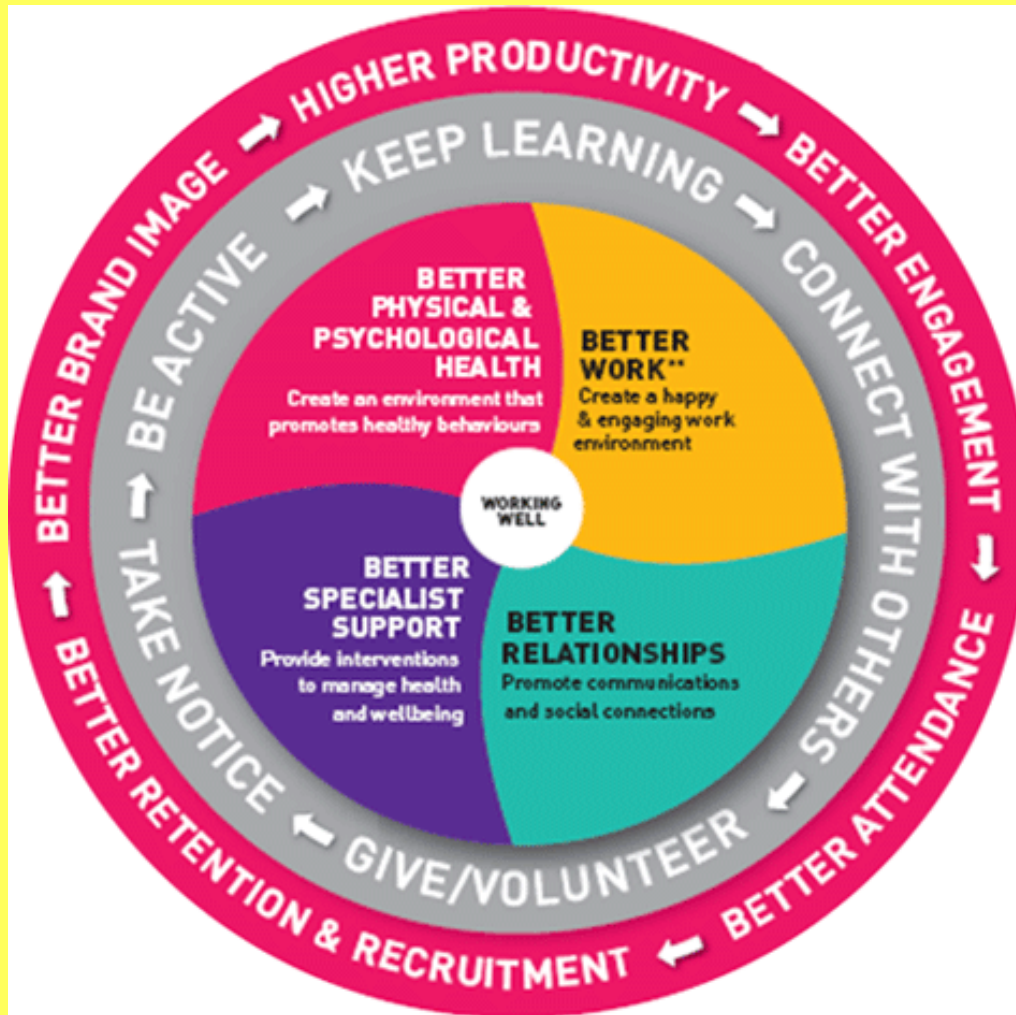 HIGHER PRODUCTIVITY
BETTER ENGAGEMENT
BETTER ATTENDANCE
BETTER RETENTION & RECRUITMENT
BETTER BRAND IMAGE
KEEP LEARNING
CONNECT WITH OTHERS
GIVE/VOLUNTEER
TAKE NOTICE
BE ACTIVE
BETTER
PHYSICAL &
PSYCHOLOGICAL
HEALTH
Create an environment that
promotes healthy behaviours
BETTER
WORK**
Create a happy
& engaging work
environment
WORKING
WELL
BETTER
SPECIALIST
SUPPORT
Provide interventions
to manage health
and wellbeing
BETTER
RELATIONSHIPS
Promote communications
and social connections